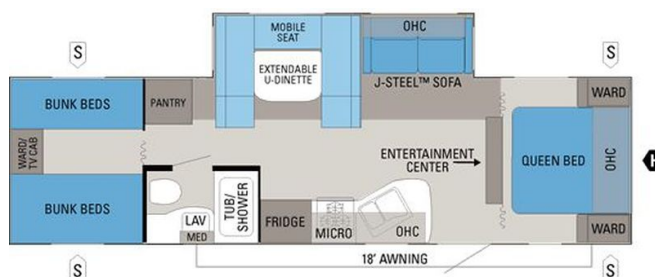 S
S
MOBILE
SEAT
OHC
EXTENDABLE
U-DINETTE
J-STEEL™ SOFA
BUNK BEDS
PANTRY
WARD
WARD/
TV CAB
ENTERTAINMENT
CENTER
QUEEN BED
OHC
H
BUNK BEDS
LAV
MED
TUB/
SHOWER
FRIDGE
MICRO
OHC
WARD
18' AWNING
S
S